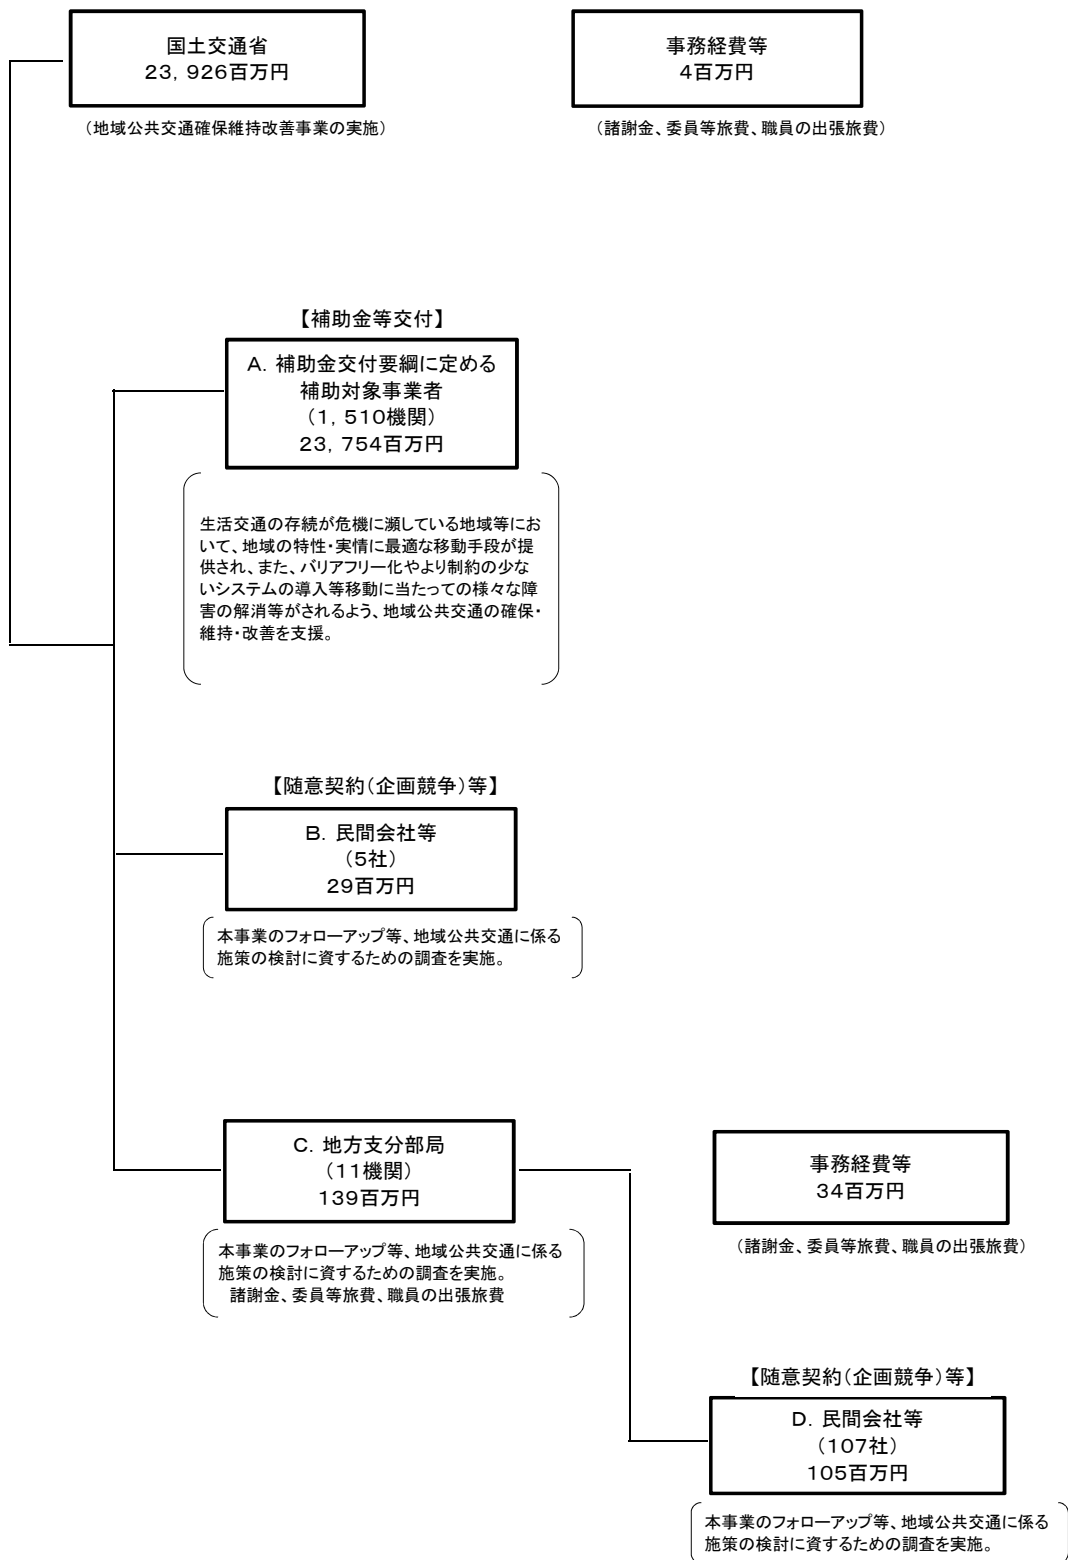 国土交通省
23,926百万円
(地域公共交通確保維持改善事業の実施)
事務経費等
4百万円
(諸謝金、委員等旅費、職員の出張旅費)
【補助金等交付】
A.補助金交付要綱に定める
補助対象事業者
(1,510機関)
23,754百万円
生活交通の存続が危機に瀕している地域等にお
いて、地域の特性・実情に最適な移動手段が提
供され、また、バリアフリー化やより制約の少な
いシステムの導入等移動に当たっての様々な障
害の解消等がされるよう、地域公共交通の確保・
維持・改善を支援。
【随意契約(企画競争)等】
B.民間会社等
(5社)
29百万円
本事業のフォローアップ等、地域公共交通に係る
施策の検討に資するための調査を実施。
C.地方支分部局
(11機関)
139百万円
本事業のフォローアップ等、地域公共交通に係る
施策の検討に資するための調査を実施。
諸謝金、委員等旅費、職員の出張旅費
事務経費等
34百万円
(諸謝金、委員等旅費、職員の出張旅費)
【随意契約(企画競争)等】
D.民間会社等
(107社)
105百万円
本事業のフォローアップ等、地域公共交通に係る
施策の検討に資するための調査を実施。